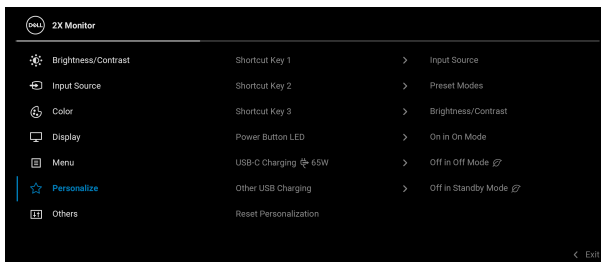 DELL 2X Monitor
Brightness/Contrast Shortcut Key 1 > Input Source
Input Source Shortcut Key 2 > Preset Modes
Color Shortcut Key 3 > Brightness/Contrast
Display Power Button LED > On in On Mode
Menu USB-C Charging 65W > Off in Off Mode
Personalize Other USB Charging > Off in Standby Mode
Others Reset Personalization
< Exit